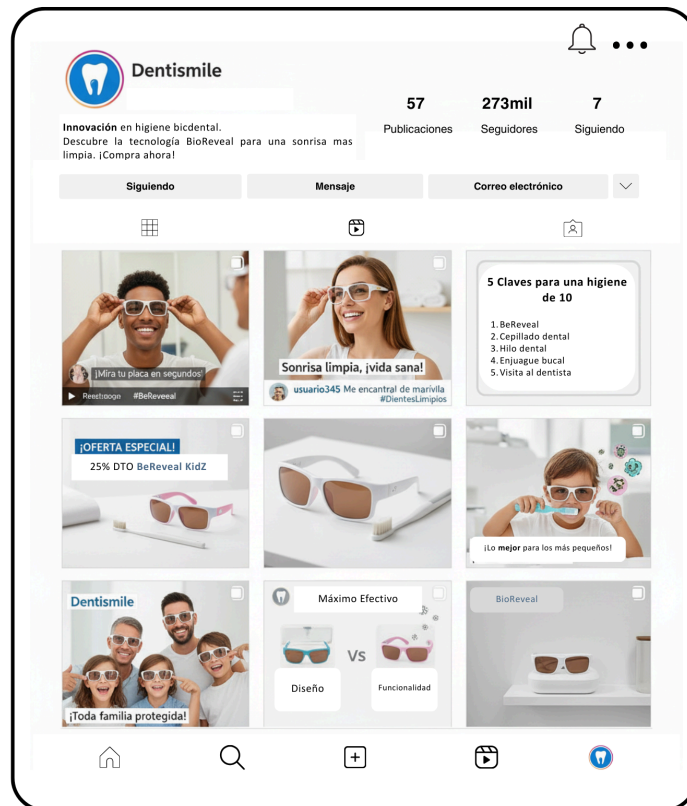 Dentismile
57
273mil
7
Publicaciones
Seguidores
Siguiendo
Innovación en higiene bicdental.
Descubre la tecnología BioReveal para una sonrisa mas
limpia. ¡Compra ahora!
Siguiendo
Mensaje
Correo electrónico
¡Mira tu placa en segundos!
#BeReveeal
Sonrisa limpia, ¡vida sana!
usuario345 Me encantral de marivlla
#DientesLimipios
5 Claves para una higiene
de 10
1. BeReveal
2. Cepillado dental
3. Hilo dental
4. Enjuague bucal
5. Visita al dentista
¡OFERTA ESPECIAL!
25% DTO BeReveal KidZ
¡Lo mejor para los más pequeños!
Dentismile
¡Toda familia protegida!
Máximo Efectivo
VS
Diseño
Funcionalidad
BioReveal